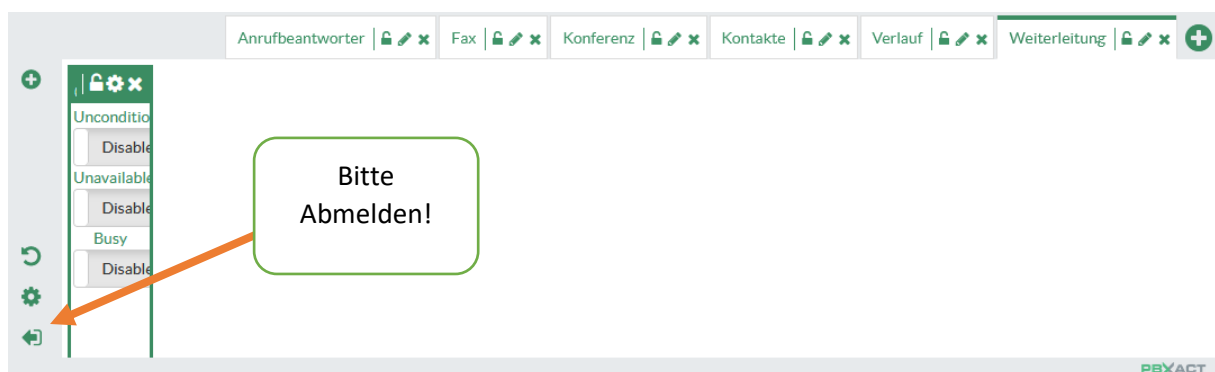 Anrufbeantworter
Fax
Konferenz
Kontakte
Verlauf
Weiterleitung
Unconditio
Disable
Unavailable
Disable
Busy
Disable
Bitte
Abmelden!
PBXACT